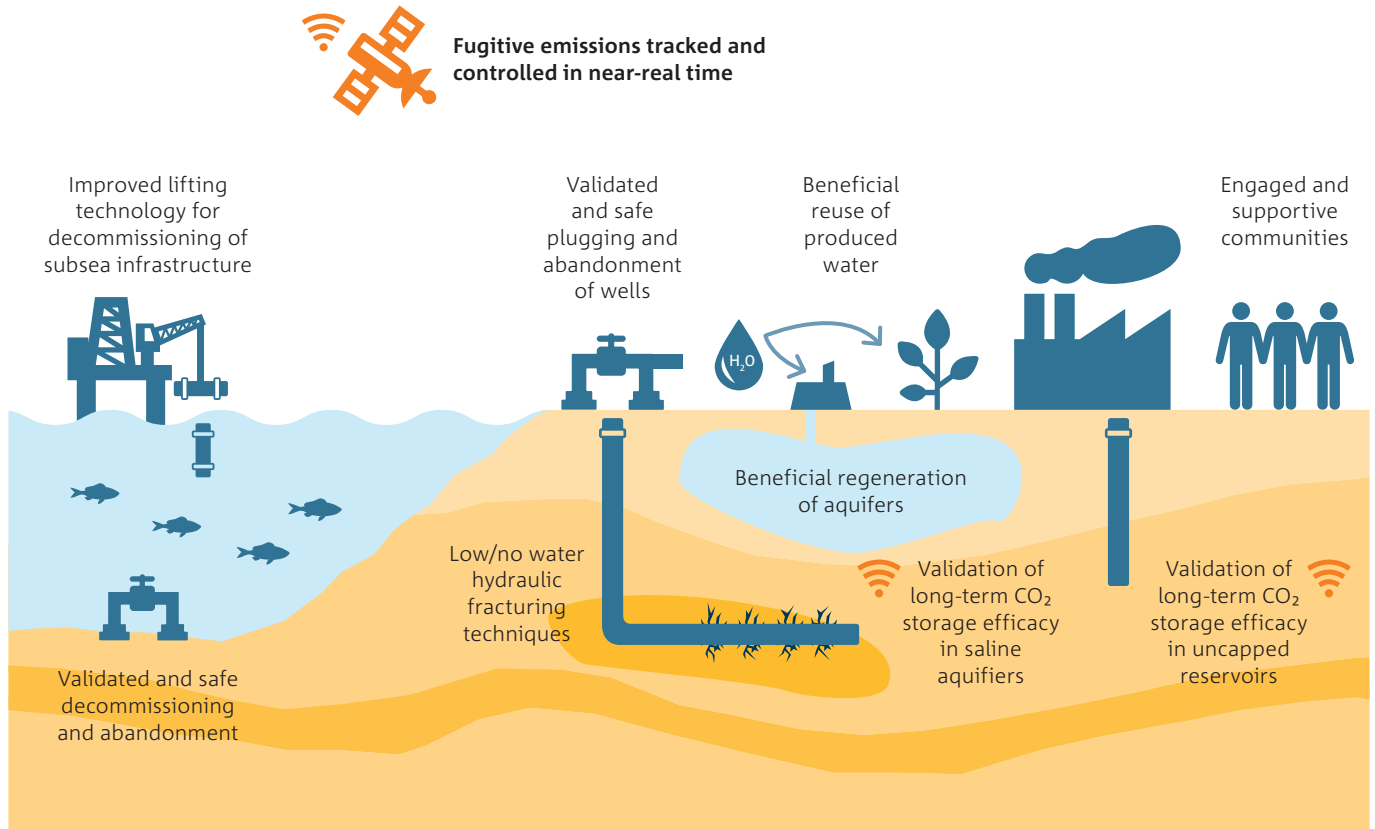 Fugitive emissions tracked and
controlled in near-real time
Improved lifting
technology for
decommissioning of
subsea infrastructure
Validated
and safe
plugging and
abandonment
of wells
Beneficial
reuse of
produced
water
Engaged and
supportive
communities
H₂O
Beneficial regeneration
of aquifers
Low/no water
hydraulic
fracturing
techniques
Validation of
long-term CO₂
storage efficacy
in saline
aquifiers
Validation of
long-term CO₂
storage efficacy
in uncapped
reservoirs
Validated and safe
decommissioning
and abandonment